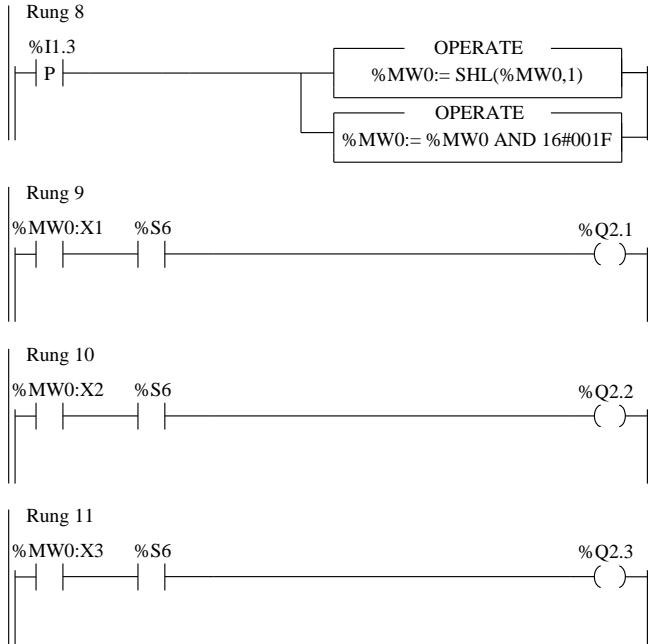 Rung 8
%I1.3
P
OPERATE
%MW0:= SHL(%MW0,1)
OPERATE
%MW0:= %MW0 AND 16#001F
Rung 9
%MW0:X1 %S6 %Q2.1
Rung 10
%MW0:X2 %S6 %Q2.2
Rung 11
%MW0:X3 %S6 %Q2.3